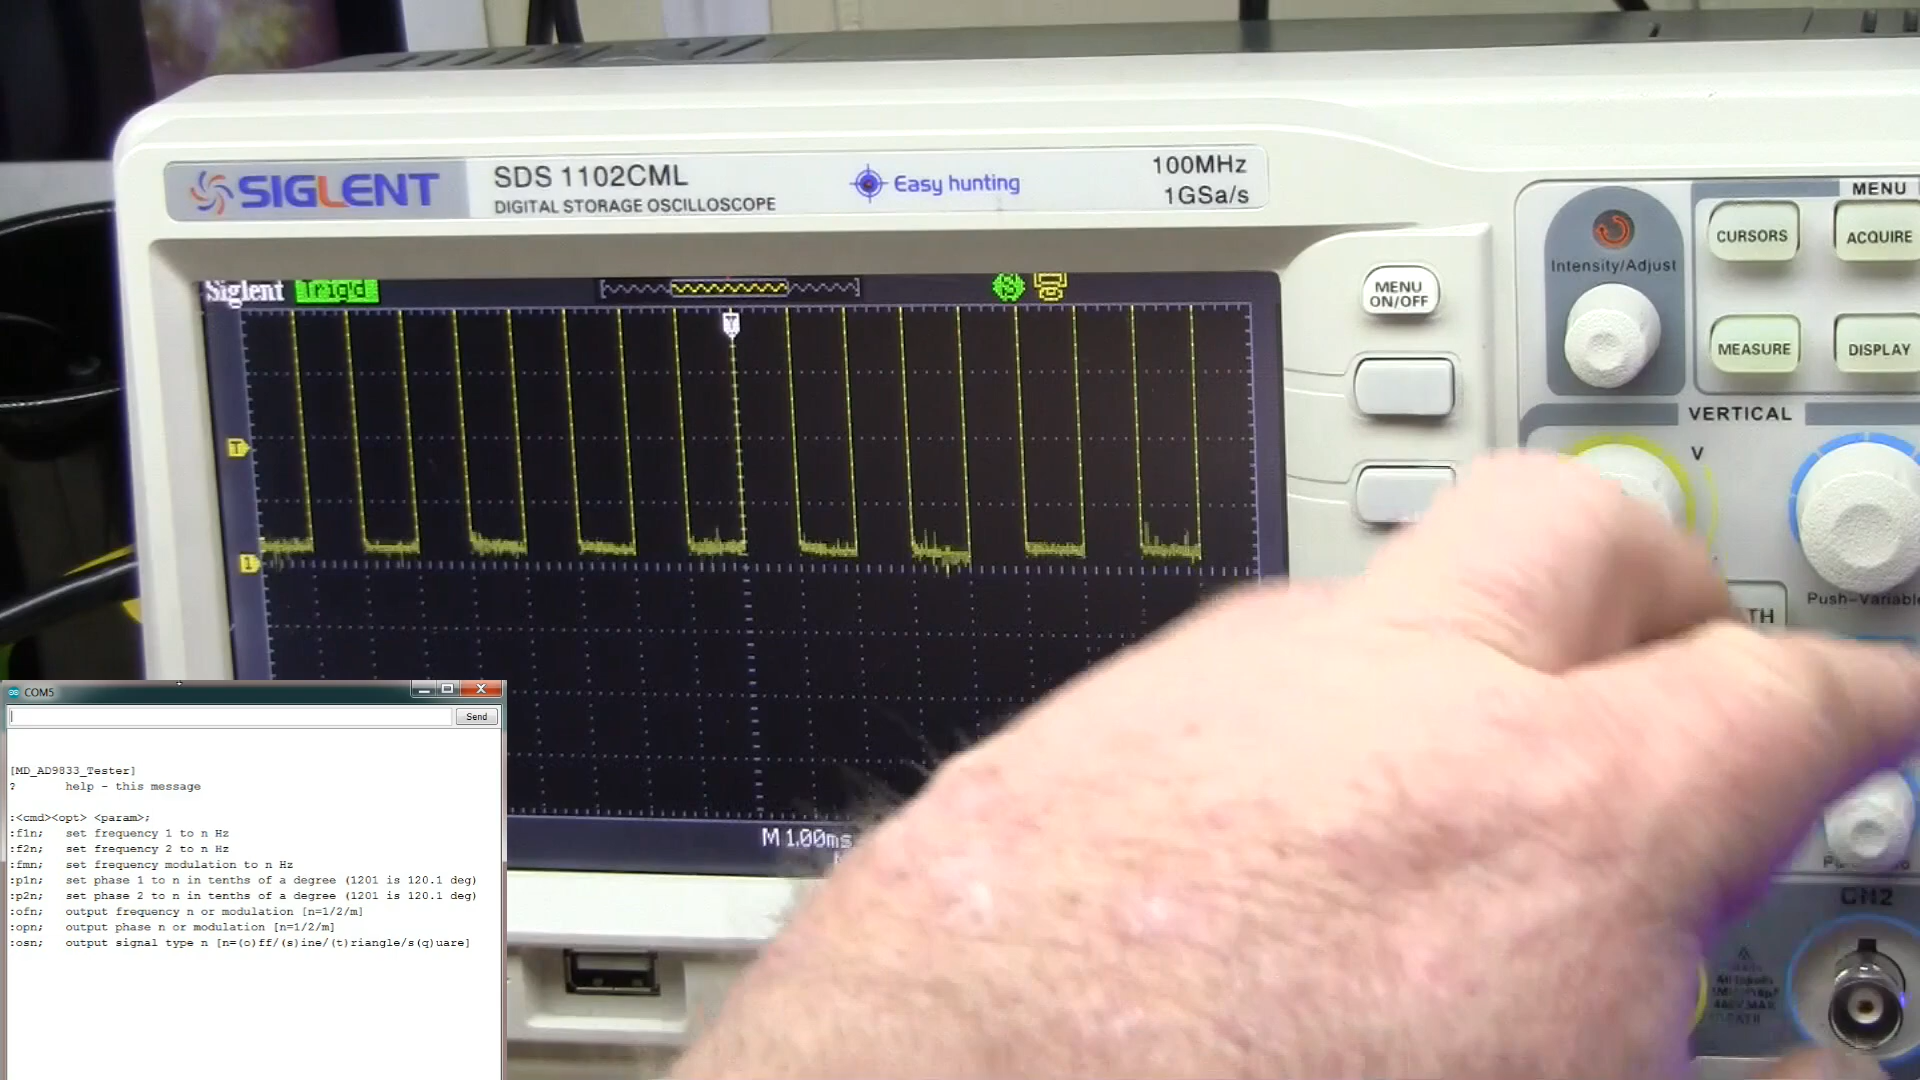 SIGLENT
SDS 1102CML
DIGITAL STORAGE OSCILLOSCOPE
Easy hunting
100MHz
1GSa/s
Siglent Trig'd
T
T
1
M 1.00ms
MENU
ON/OFF
Intensity/Adjust
MENU
CURSORS
ACQUIRE
MEASURE
DISPLAY
VERTICAL
V
Push-Variable
TH
CH2
COM5
Send
[MD_AD9833_Tester]
? help - this message
:<cmd><opt> <param>;
:f1n; set frequency 1 to n Hz
:f2n; set frequency 2 to n Hz
:fmn; set frequency modulation to n Hz
:p1n; set phase 1 to n in tenths of a degree (1201 is 120.1 deg)
:p2n; set phase 2 to n in tenths of a degree (1201 is 120.1 deg)
:ofn; output frequency n or modulation [n=1/2/m]
:opn; output phase n or modulation [n=1/2/m]
:osn; output signal type n [n=(o)ff/(s)ine/(t)riangle/s(q)uare]